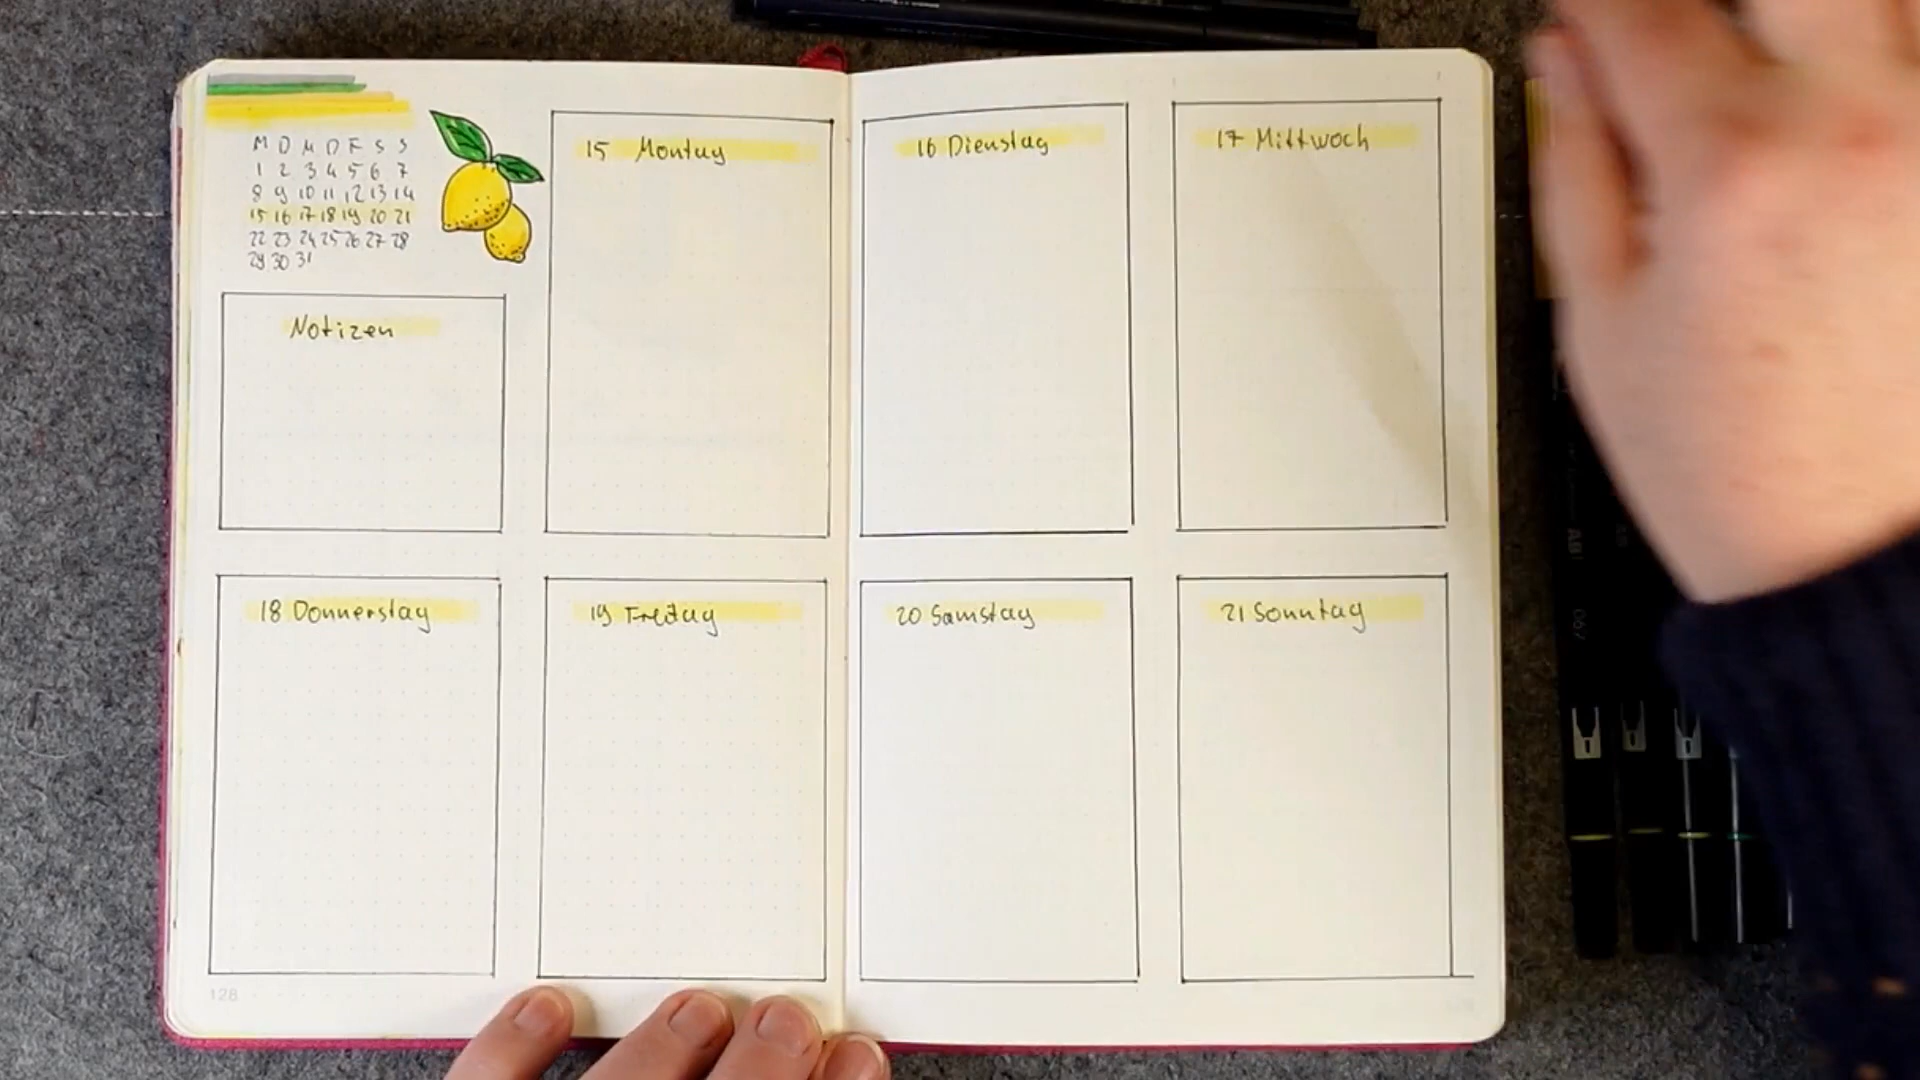 M D M D F S S
1 2 3 4 5 6 7
8 9 10 11 12 13 14
15 16 17 18 19 20 21
22 23 24 25 26 27 28
29 30 31
Notizen
15 Montag
16 Dienstag
17 Mittwoch
18 Donnerstag
19 Freitag
20 Samstag
21 Sonntag
128